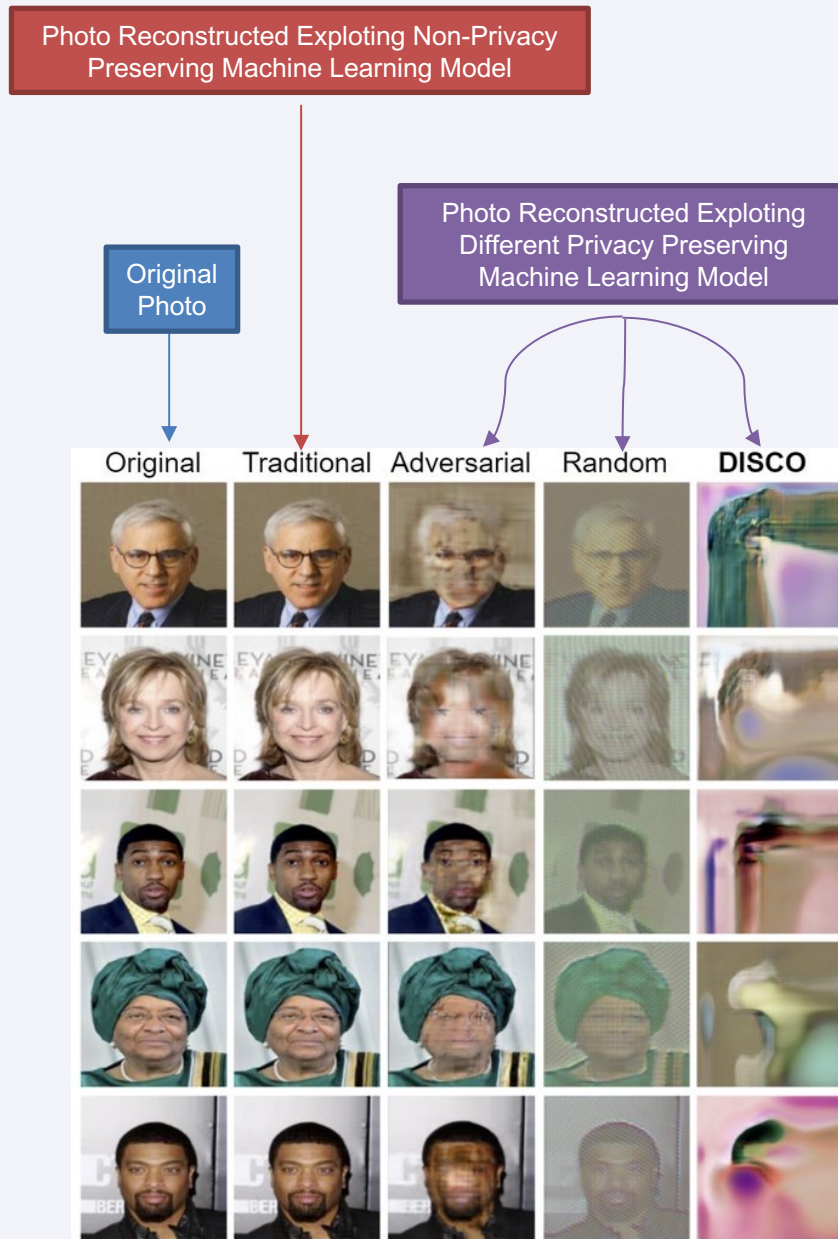 Photo Reconstructed Exploting Non-Privacy
Preserving Machine Learning Model
Photo Reconstructed Exploting
Different Privacy Preserving
Machine Learning Model
Original
Photo
Original Traditional Adversarial Random DISCO